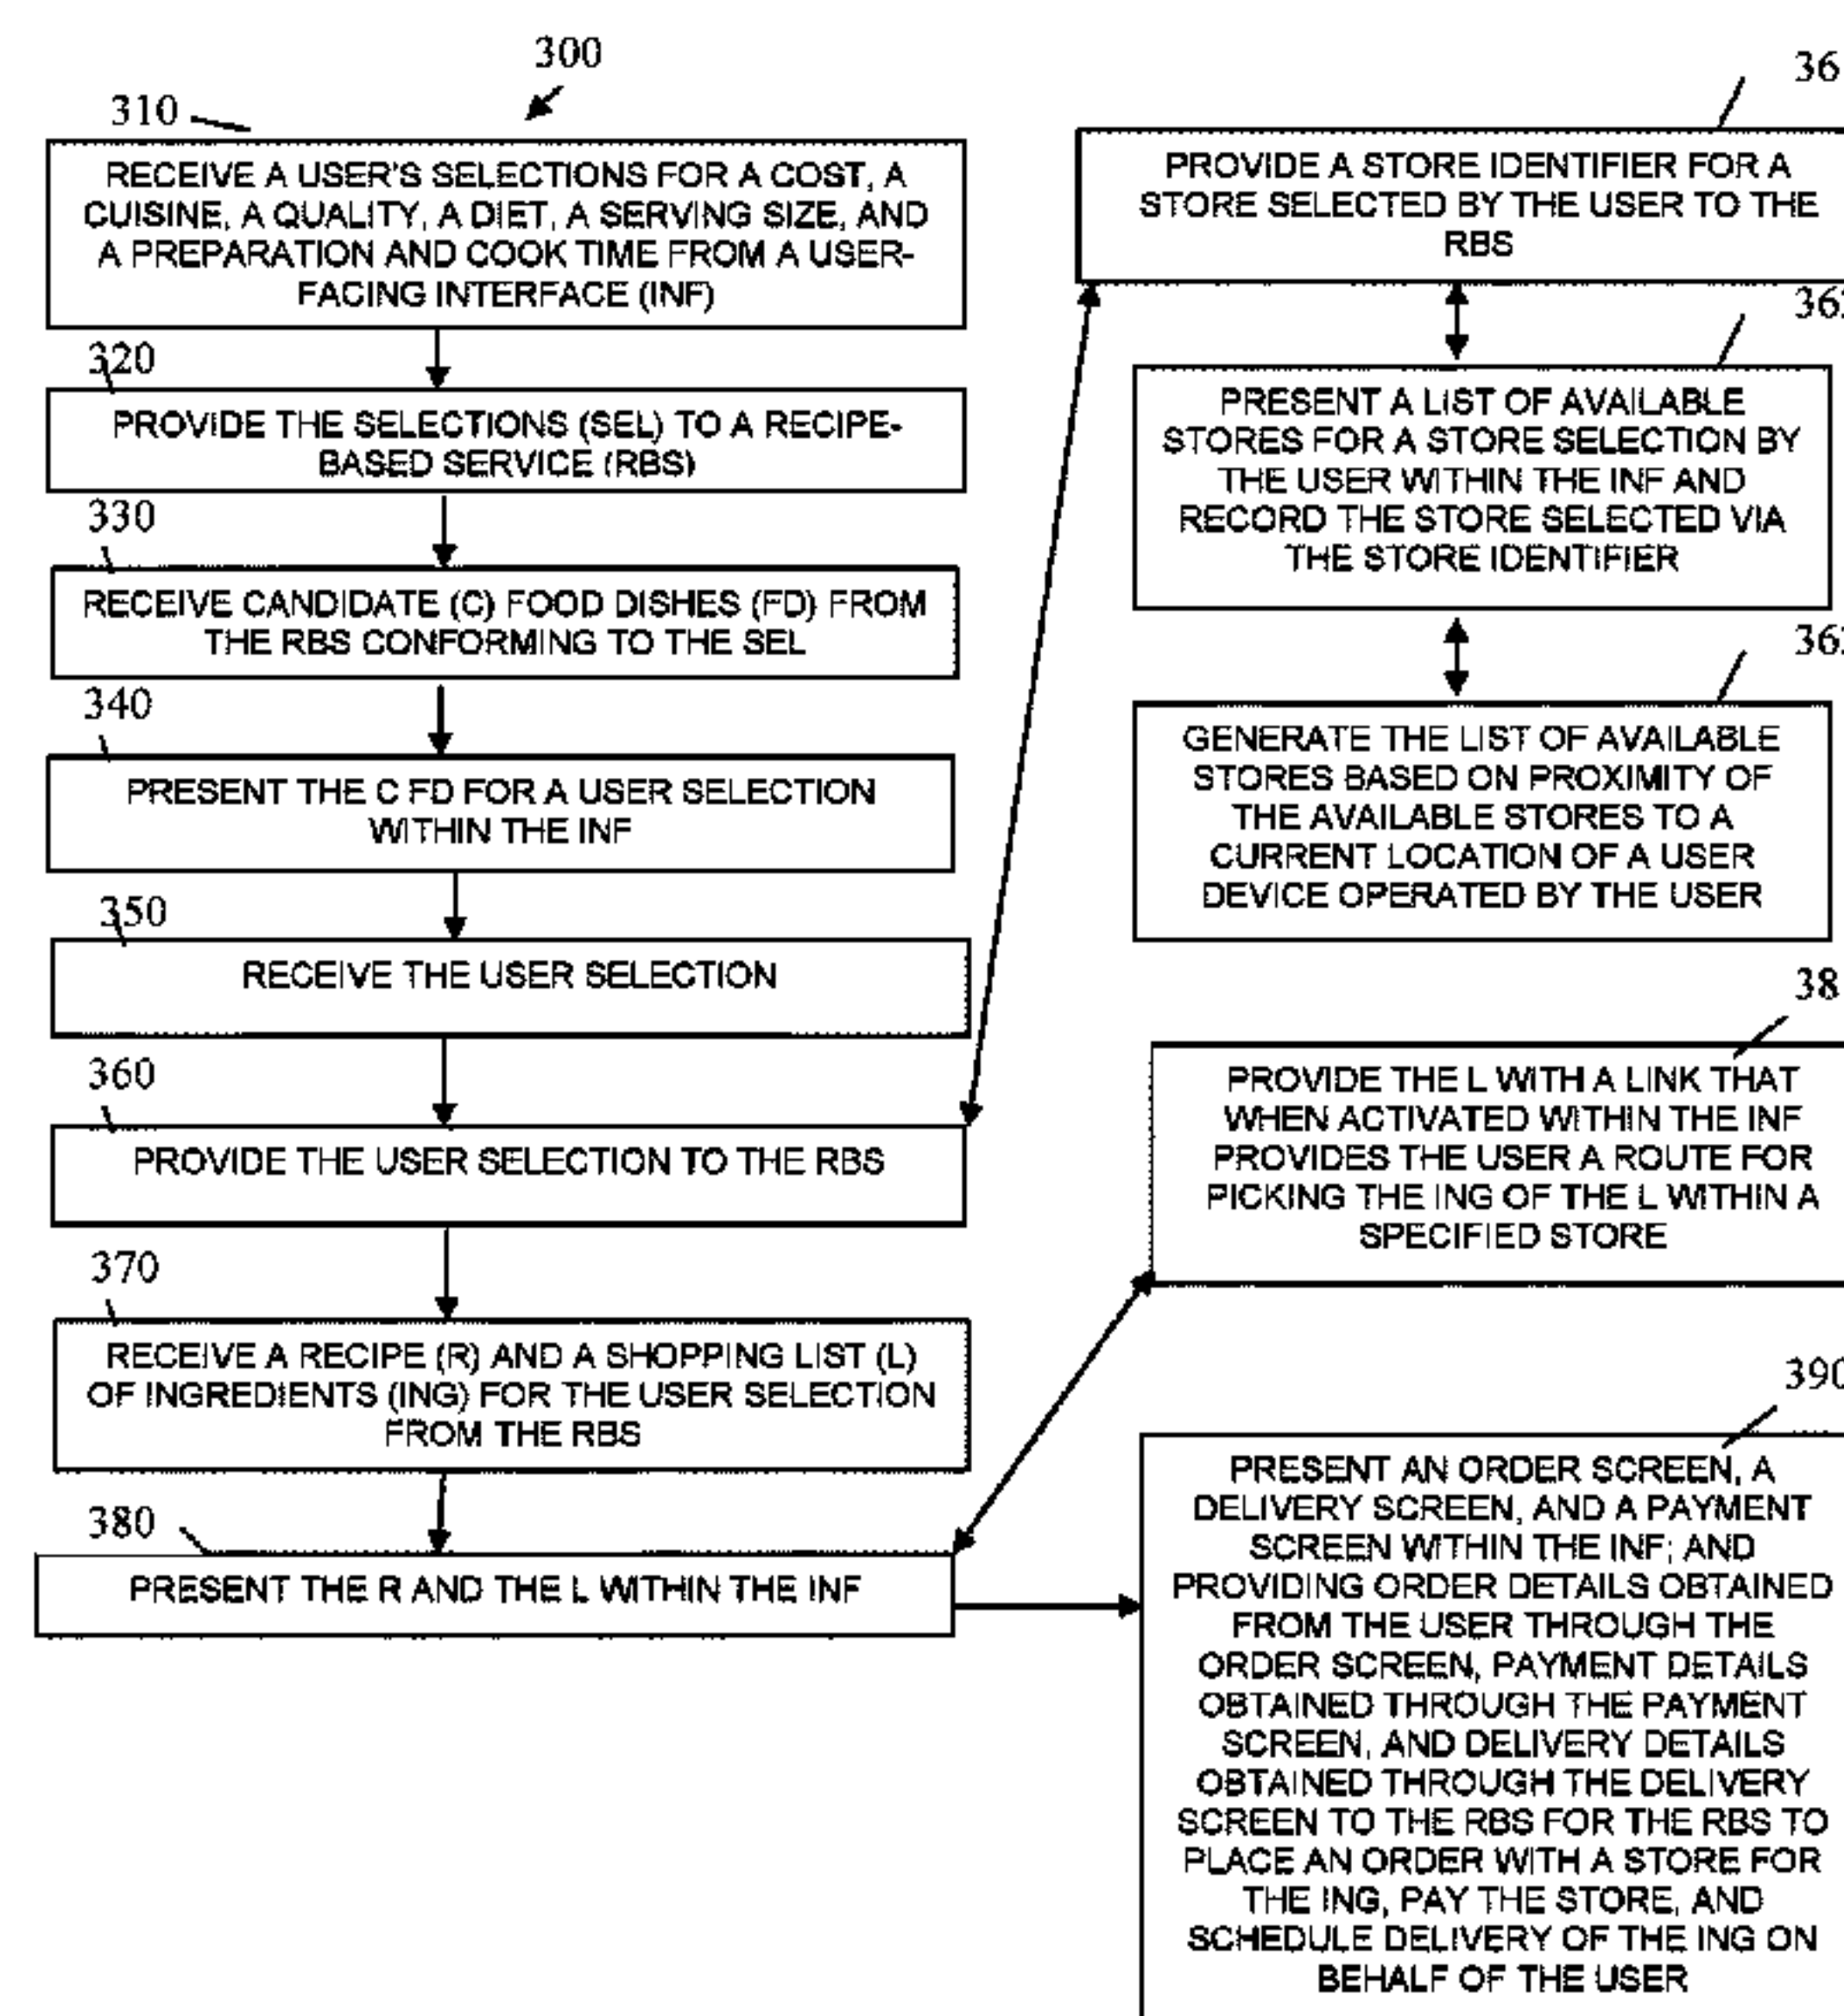 300
310
RECEIVE A USER'S SELECTIONS FOR A COST, A
CUISINE, A QUALITY, A DIET, A SERVING SIZE, AND
A PREPARATION AND COOK TIME FROM A USER-
FACING INTERFACE (INF)
320
PROVIDE THE SELECTIONS (SEL) TO A RECIPE-
BASED SERVICE (RBS)
330
RECEIVE CANDIDATE (C) FOOD DISHES (FD) FROM
THE RBS CONFORMING TO THE SEL
340
PRESENT THE C FD FOR A USER SELECTION
WITHIN THE INF
350
RECEIVE THE USER SELECTION
360
PROVIDE THE USER SELECTION TO THE RBS
370
RECEIVE A RECIPE (R) AND A SHOPPING LIST (L)
OF INGREDIENTS (ING) FOR THE USER SELECTION
FROM THE RBS
380
PRESENT THE R AND THE L WITHIN THE INF
36
PROVIDE A STORE IDENTIFIER FOR A
STORE SELECTED BY THE USER TO THE
RBS
PRESENT A LIST OF AVAILABLE
STORES FOR A STORE SELECTION BY
THE USER WITHIN THE INF AND
RECORD THE STORE SELECTED VIA
THE STORE IDENTIFIER
GENERATE THE LIST OF AVAILABLE
STORES BASED ON PROXIMITY OF
THE AVAILABLE STORES TO A
CURRENT LOCATION OF A USER
DEVICE OPERATED BY THE USER
38
PROVIDE THE L WITH A LINK THAT
WHEN ACTIVATED WITHIN THE INF
PROVIDES THE USER A ROUTE FOR
PICKING THE ING OF THE L WITHIN A
SPECIFIED STORE
390
PRESENT AN ORDER SCREEN, A
DELIVERY SCREEN, AND A PAYMENT
SCREEN WITHIN THE INF; AND
PROVIDING ORDER DETAILS OBTAINED
FROM THE USER THROUGH THE
ORDER SCREEN, PAYMENT DETAILS
OBTAINED THROUGH THE PAYMENT
SCREEN, AND DELIVERY DETAILS
OBTAINED THROUGH THE DELIVERY
SCREEN TO THE RBS FOR THE RBS TO
PLACE AN ORDER WITH A STORE FOR
THE ING, PAY THE STORE, AND
SCHEDULE DELIVERY OF THE ING ON
BEHALF OF THE USER